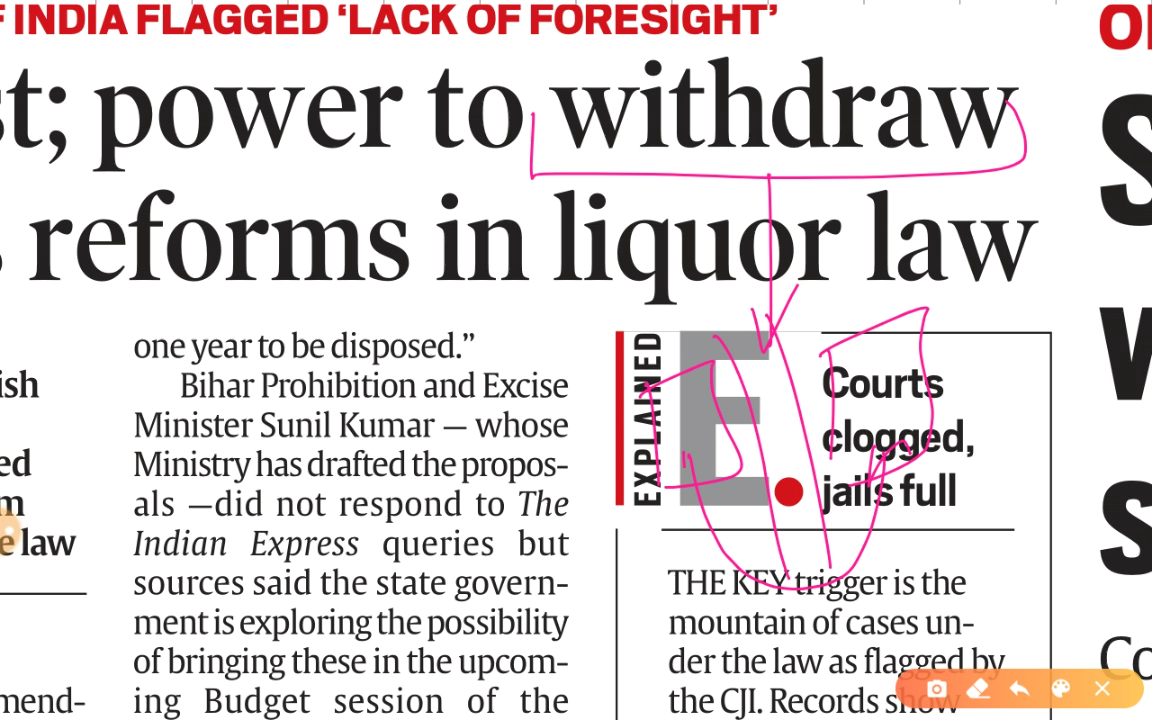 INDIA FLAGGED ‘LACK OF FORESIGHT’
st; power to withdraw
reforms in liquor law
ish
ed
law
mend-
one year to be disposed.”
Bihar Prohibition and Excise
Minister Sunil Kumar — whose
Ministry has drafted the propos-
als —did not respond to The
Indian Express queries but
sources said the state govern-
ment is exploring the possibility
of bringing these in the upcom-
ing Budget session of the
EXPLAINED
E.
Courts
clogged,
jails full
THE KEY trigger is the
mountain of cases un-
der the law as flagged by
the CJI. Records show